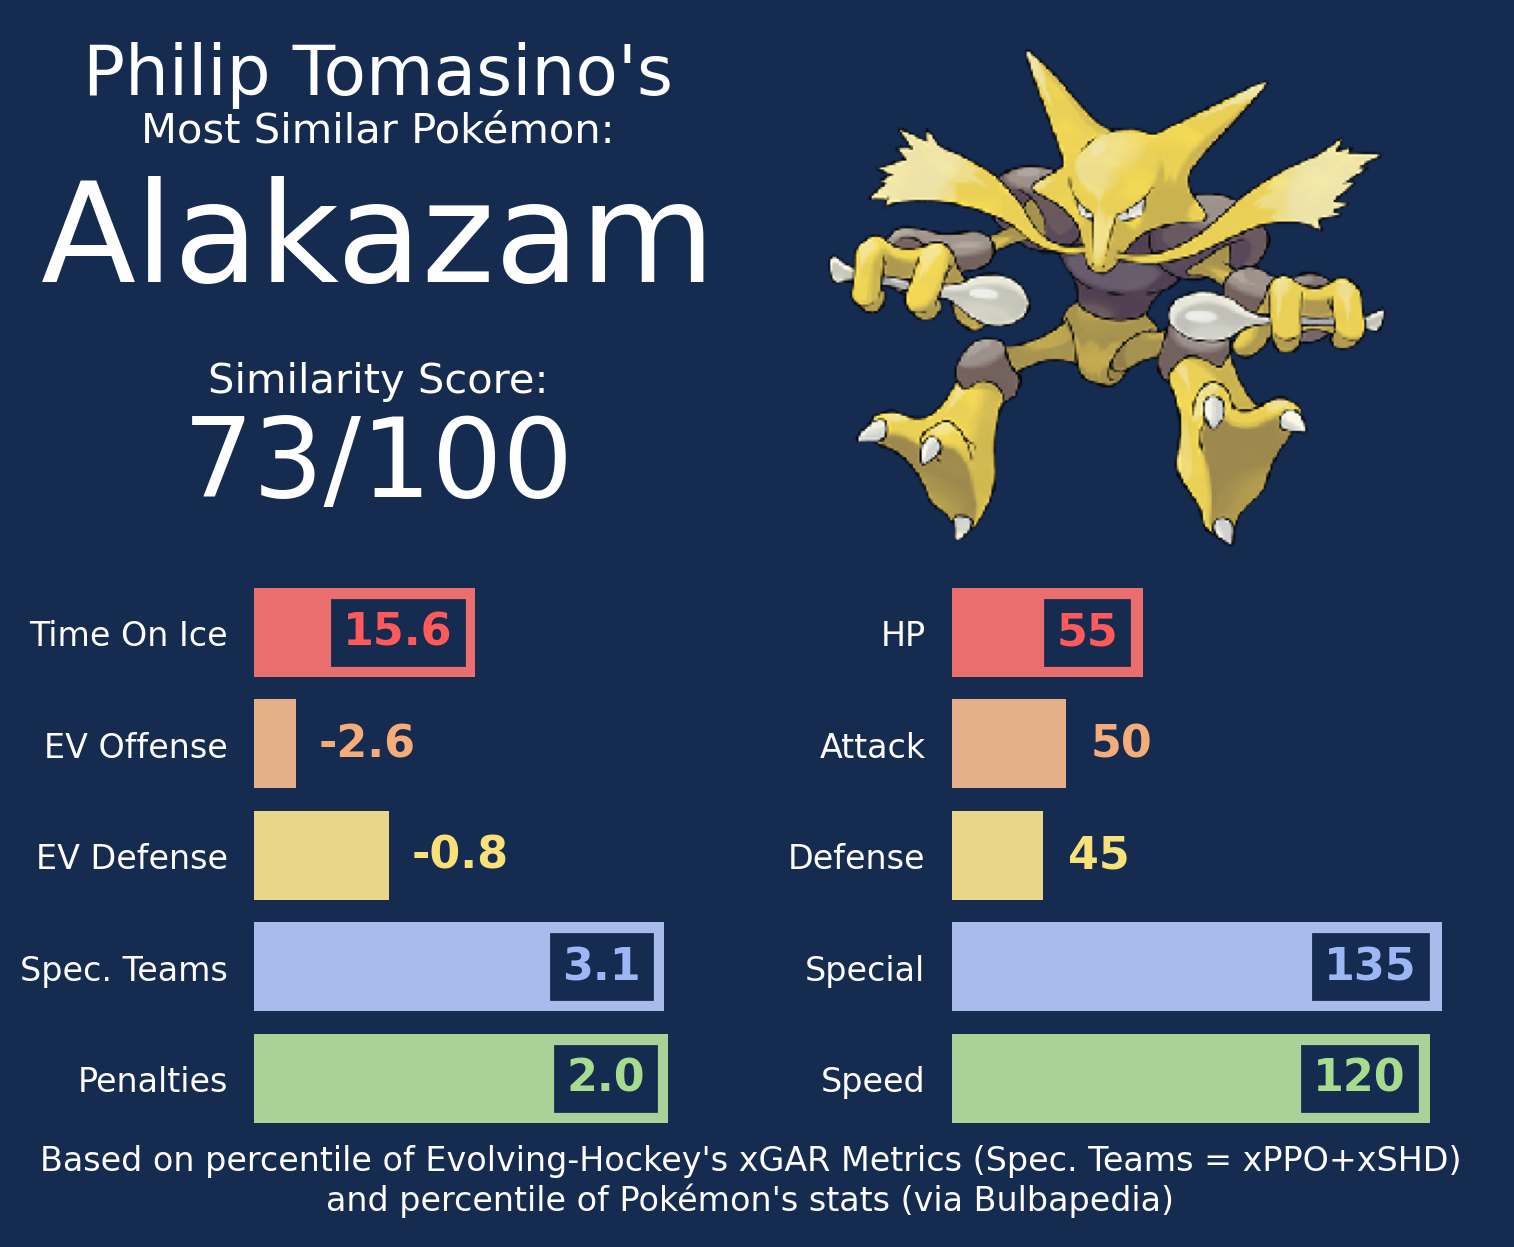 Philip Tomasino's
Most Similar Pokémon:
Alakazam
Similarity Score:
73/100
Time On Ice 15.6
EV Offense -2.6
EV Defense -0.8
Spec. Teams 3.1
Penalties 2.0
HP 55
Attack 50
Defense 45
Special 135
Speed 120
Based on percentile of Evolving-Hockey's xGAR Metrics (Spec. Teams = xPPO+xSHD)
and percentile of Pokémon's stats (via Bulbapedia)